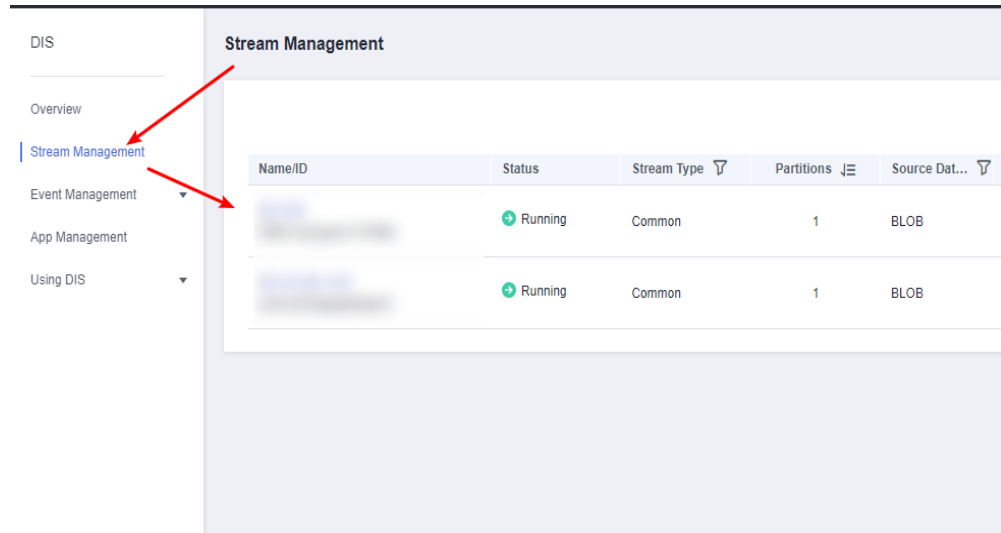 DIS
Overview
Stream Management
Event Management
App Management
Using DIS
Stream Management
Name/ID Status Stream Type Partitions Source Dat...
Running Common 1 BLOB
Running Common 1 BLOB